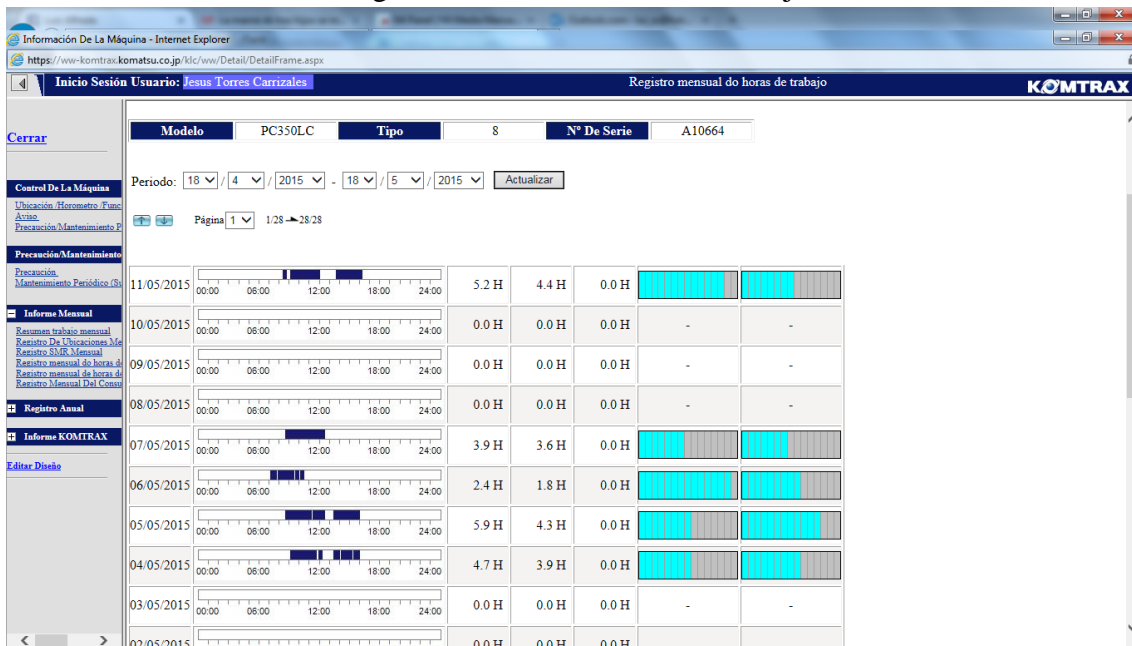 Información De La Máquina - Internet Explorer
https://ww-komtrax.komatsu.co.jp/klc/ww/Detail/DetailFrame.aspx
Inicio Sesión Usuario: Jesus Torres Carrizales
Registro mensual do horas de trabajo
KOMTRAX
Cerrar
Control De La Máquina
Ubicación /Horometro /Func
Aviso
Precaución/Mantenimiento P
Precaución/Mantenimiento
Precaución
Mantenimiento Periódico (Su
Informe Mensual
Resumen trabajo mensual
Registro De Ubicaciones Me
Registro SMR Mensual
Registro mensual do horas de
Registro mensual de horas de
Registro Mensual Del Consu
Registro Anual
Informe KOMTRAX
Editar Diseño
Modelo PC350LC Tipo 8 Nº De Serie A10664
Periodo: 18 / 4 / 2015 - 18 / 5 / 2015 Actualizar
Página 1 1/28 28/28
11/05/2015 00:00 06:00 12:00 18:00 24:00 5.2 H 4.4 H 0.0 H
10/05/2015 00:00 06:00 12:00 18:00 24:00 0.0 H 0.0 H 0.0 H - -
09/05/2015 00:00 06:00 12:00 18:00 24:00 0.0 H 0.0 H 0.0 H - -
08/05/2015 00:00 06:00 12:00 18:00 24:00 0.0 H 0.0 H 0.0 H - -
07/05/2015 00:00 06:00 12:00 18:00 24:00 3.9 H 3.6 H 0.0 H
06/05/2015 00:00 06:00 12:00 18:00 24:00 2.4 H 1.8 H 0.0 H
05/05/2015 00:00 06:00 12:00 18:00 24:00 5.9 H 4.3 H 0.0 H
04/05/2015 00:00 06:00 12:00 18:00 24:00 4.7 H 3.9 H 0.0 H
03/05/2015 00:00 06:00 12:00 18:00 24:00 0.0 H 0.0 H 0.0 H - -
02/05/2015 0.0 H 0.0 H 0.0 H